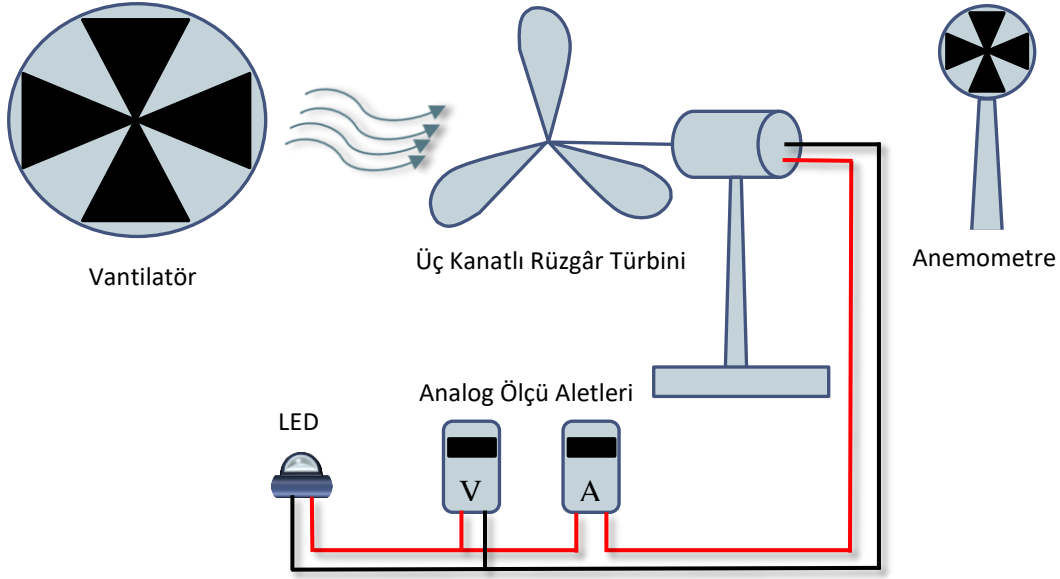 Vantilatör
Üç Kanatlı Rüzgâr Türbini
Anemometre
Analog Ölçü Aletleri
LED
V
A